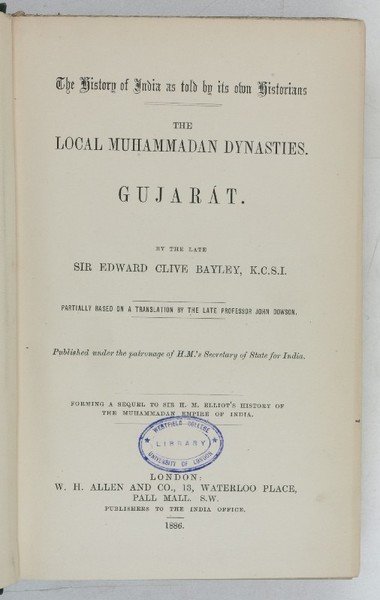 The History of India as told by its own Historians
THE
LOCAL MUHAMMADAN DYNASTIES.
GUJARÁT.
BY THE LATE
SIR EDWARD CLIVE BAYLEY, K.C.S.I.
PARTIALLY BASED ON A TRANSLATION BY THE LATE PROFESSOR JOHN DOWSON.
Published under the patronage of H.M.'s Secretary of State for India.
FORMING A SEQUEL TO SIR H. M. ELLIOT'S HISTORY OF
THE MUHAMMADAN EMPIRE OF INDIA.
WESTFIELD COLLEGE
LIBRARY
UNIVERSITY OF LONDON
LONDON:
W. H. ALLEN AND CO., 13, WATERLOO PLACE,
PALL MALL. S.W.
PUBLISHERS TO THE INDIA OFFICE.
1886.